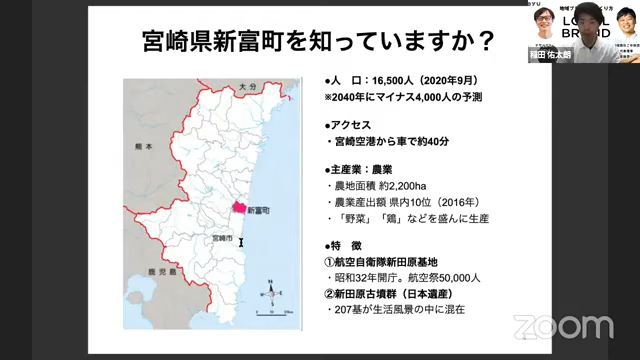 宮崎県新富町を知っていますか？
●人　口：16,500人（2020年9月）
※2040年にマイナス4,000人の予測
●アクセス
・宮崎空港から車で約40分
●主産業：農業
・農地面積 約2,200ha
・農業産出額 県内10位（2016年）
・「野菜」「鶏」などを盛んに生産
●特　徴
①航空自衛隊新田原基地
・昭和32年開庁。航空祭50,000人
②新田原古墳群（日本遺産）
・207基が生活風景の中に混在
大分
熊本
新富町
宮崎市
鹿児島
N
稲田 佑太朗
zoom